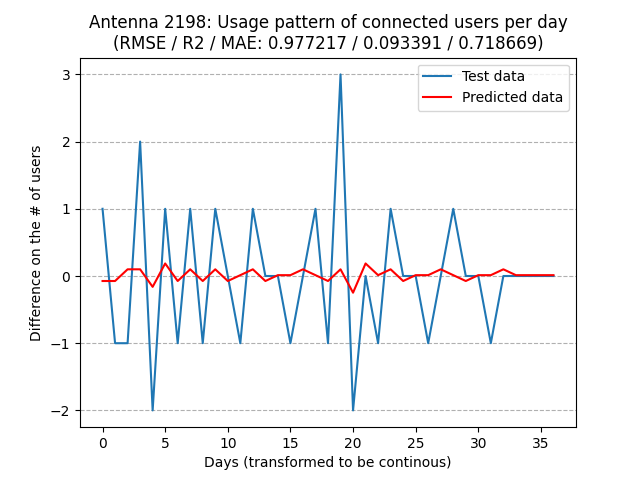 Antenna 2198: Usage pattern of connected users per day
(RMSE / R2 / MAE: 0.977217 / 0.093391 / 0.718669)
Test data
Predicted data
3
2
1
0
−1
−2
Difference on the # of users
0 5 10 15 20 25 30 35
Days (transformed to be continous)